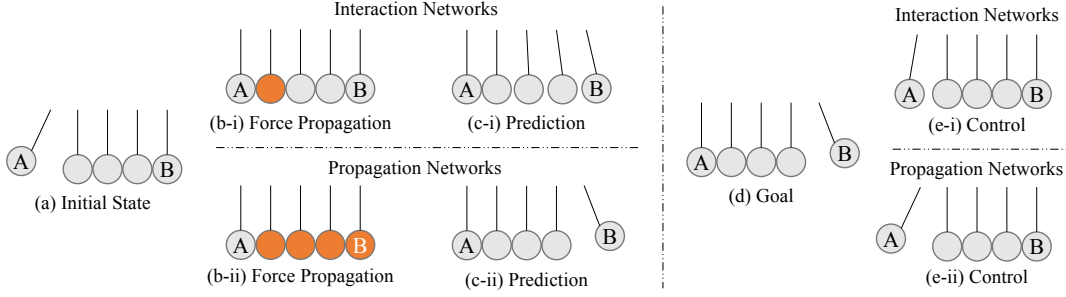 Interaction Networks
A
B
(b-i) Force Propagation
A
B
(c-i) Prediction
A
B
(a) Initial State
Propagation Networks
A
B
(b-ii) Force Propagation
A
B
(c-ii) Prediction
A
B
(d) Goal
Interaction Networks
A
B
(e-i) Control
Propagation Networks
A
B
(e-ii) Control